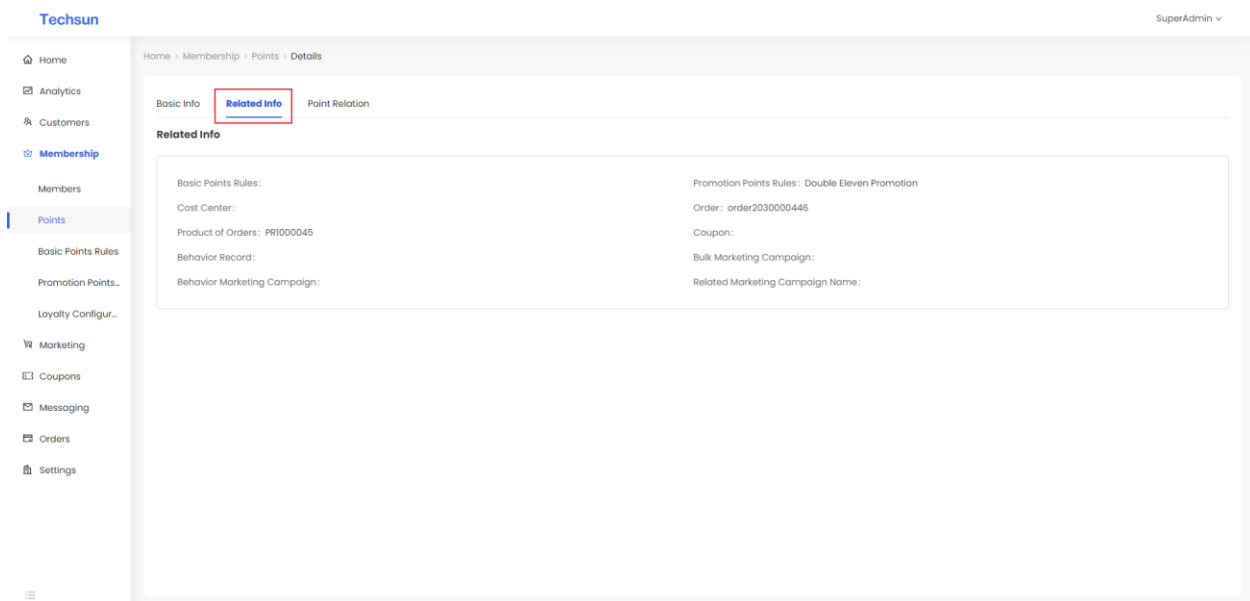 Techsun
SuperAdmin
Home
Analytics
Customers
Membership
Members
Points
Basic Points Rules
Promotion Points...
Loyalty Configur...
Marketing
Coupons
Messaging
Orders
Settings
Home > Membership > Points > Details
Basic Info Related Info Point Relation
Related Info
Basic Points Rules: Promotion Points Rules: Double Eleven Promotion
Cost Center: Order: order2030000446
Product of Orders: PR1000045 Coupon:
Behavior Record: Bulk Marketing Campaign:
Behavior Marketing Campaign: Related Marketing Campaign Name: